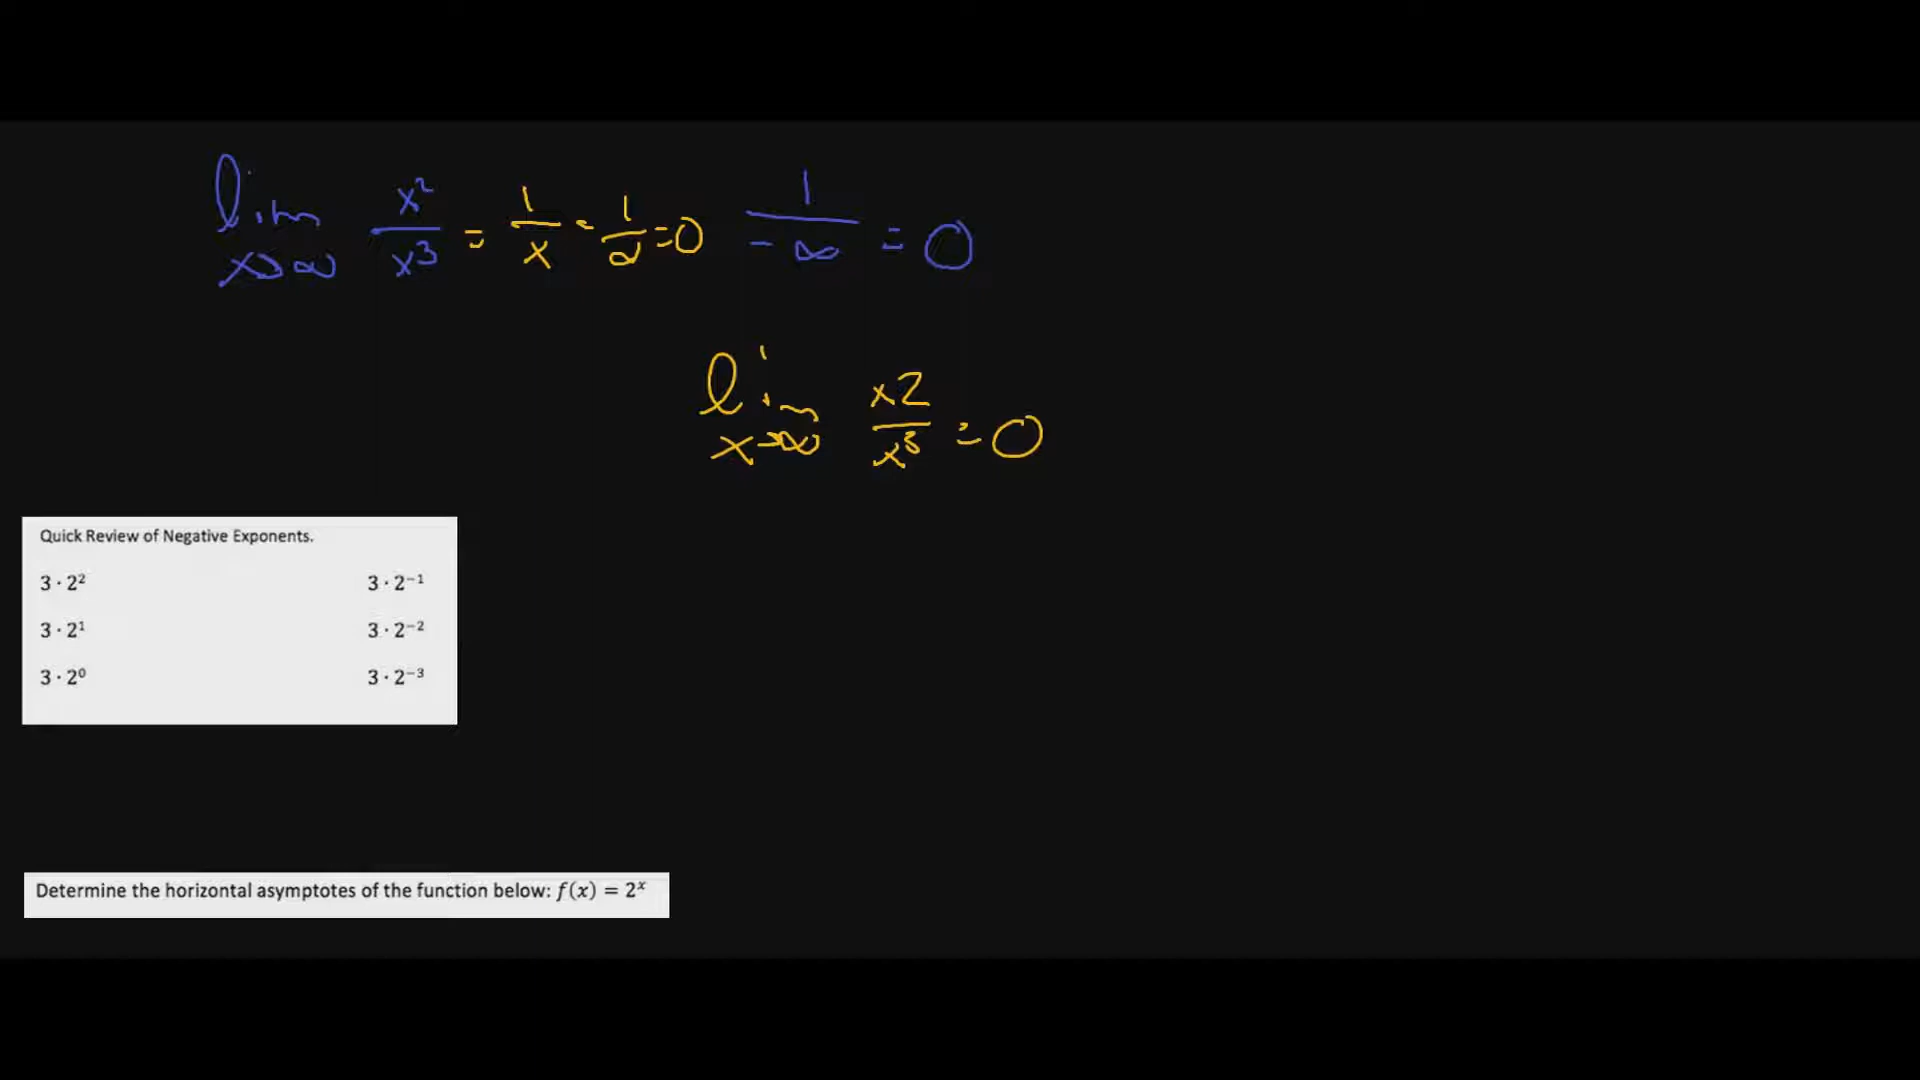 lim x→∞ x²/x³ = 1/x = 1/2 = 0 1/-∞ = 0
lim x→∞ x2/x³ = 0
Quick Review of Negative Exponents.
3 · 2² 3 · 2⁻¹
3 · 2¹ 3 · 2⁻²
3 · 2⁰ 3 · 2⁻³
Determine the horizontal asymptotes of the function below: f(x) = 2ˣ